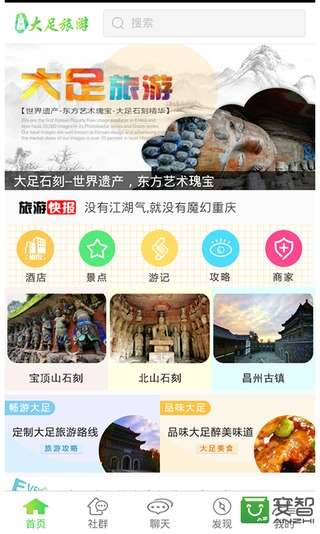 大足旅游
搜索
大足旅游
【世界遗产-东方艺术瑰宝-大足石刻精华】
大足石刻--世界遗产，东方艺术瑰宝
旅游快报 没有江湖气,就没有魔幻重庆
酒店 景点 游记 攻略 商家
宝顶山石刻 北山石刻 昌州古镇
畅游大足 品味大足
定制大足旅游路线 品味大足醉美味道
旅游攻略 大足美食
首页 社群 聊天 发现 我的
安智
ANZHI